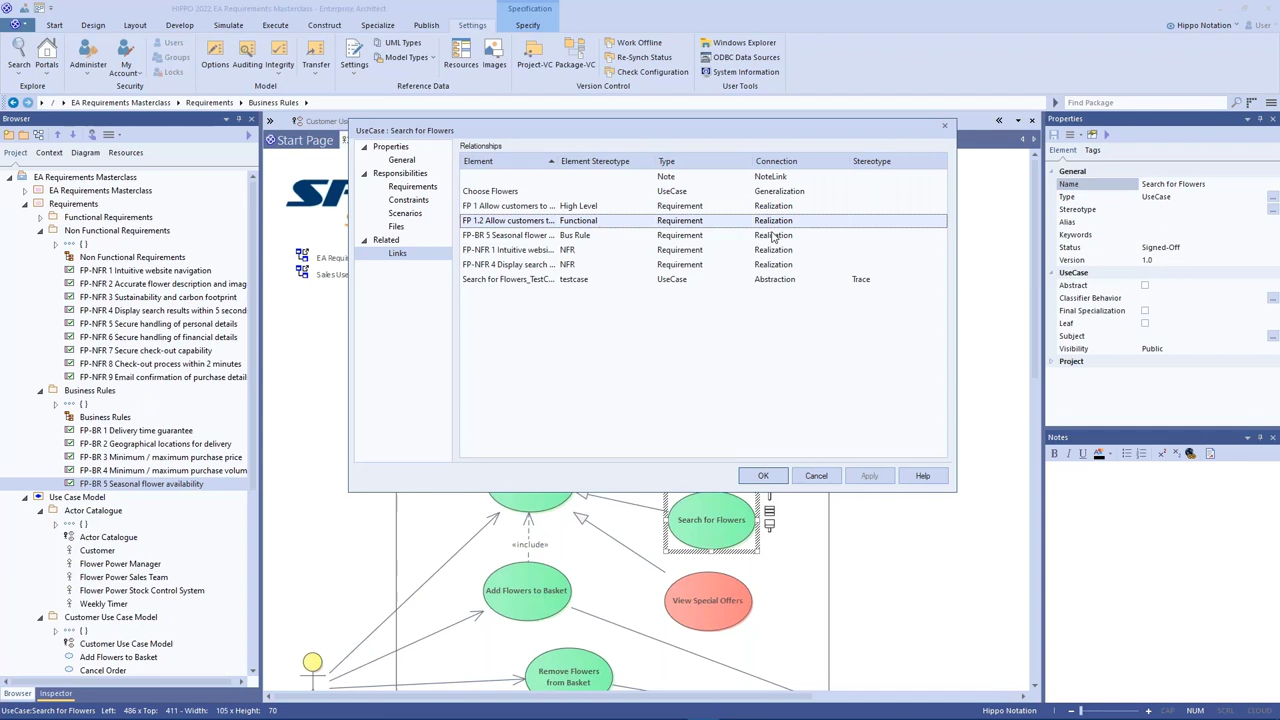 HIPPO 2022 EA Requirements Masterclass - Enterprise Architect
Specification
Start Design Layout Develop Simulate Execute Construct Specialize Publish Settings Specify
Hippo Notation User
Search Portals
Explore
Administer My Account
Users
Groups
Locks
Security
Options Auditing Integrity Transfer
Model
Settings
UML Types
Model Types
Reference Data
Resources Images
Project-VC Package-VC
Work Offline
Re-Synch Status
Check Configuration
Version Control
Windows Explorer
ODBC Data Sources
System Information
User Tools
/ EA Requirements Masterclass Requirements Business Rules
Find Package
Browser
Project Context Diagram Resources
EA Requirements Masterclass
EA Requirements Masterclass
Requirements
Functional Requirements
Non Functional Requirements
{ }
Non Functional Requirements
FP-NFR 1 Intuitive website navigation
FP-NFR 2 Accurate flower description and imag
FP-NFR 3 Sustainability and carbon footprint
FP-NFR 4 Display search results within 5 second
FP-NFR 5 Secure handling of personal details
FP-NFR 6 Secure handling of financial details
FP-NFR 7 Secure check-out capability
FP-NFR 8 Check-out process within 2 minutes
FP-NFR 9 Email confirmation of purchase detail
Business Rules
{ }
Business Rules
FP-BR 1 Delivery time guarantee
FP-BR 2 Geographical locations for delivery
FP-BR 3 Minimum / maximum purchase price
FP-BR 4 Minimum / maximum purchase volum
FP-BR 5 Seasonal flower availability
Use Case Model
Actor Catalogue
{ }
Actor Catalogue
Customer
Flower Power Manager
Flower Power Sales Team
Flower Power Stock Control System
Weekly Timer
Customer Use Case Model
{ }
Customer Use Case Model
Add Flowers to Basket
Cancel Order
Browser Inspector
Customer Use
Start Page
EA Requirem
Sales Use
UseCase : Search for Flowers
Properties
General
Responsibilities
Requirements
Constraints
Scenarios
Files
Related
Links
Relationships
Element Element Stereotype Type Connection Stereotype
Note NoteLink
Choose Flowers UseCase Generalization
FP 1 Allow customers to ... High Level Requirement Realization
FP 1.2 Allow customers t... Functional Requirement Realization
FP-BR 5 Seasonal flower ... Bus Rule Requirement Realization
FP-NFR 1 Intuitive websi... NFR Requirement Realization
FP-NFR 4 Display search ... NFR Requirement Realization
Search for Flowers_TestC... testcase UseCase Abstraction Trace
OK Cancel Apply Help
Search for Flowers
«include»
Add Flowers to Basket
View Special Offers
Remove Flowers
from Basket
Properties
Element Tags
General
Name Search for Flowers
Type UseCase
Stereotype
Alias
Keywords
Status Signed-Off
Version 1.0
UseCase
Abstract
Classifier Behavior
Final Specialization
Leaf
Subject
Visibility Public
Project
Notes
B I U A
UseCase:Search for Flowers Left: 486 x Top: 411 - Width: 105 x Height: 70
Hippo Notation CAP NUM SCRL CLOUD